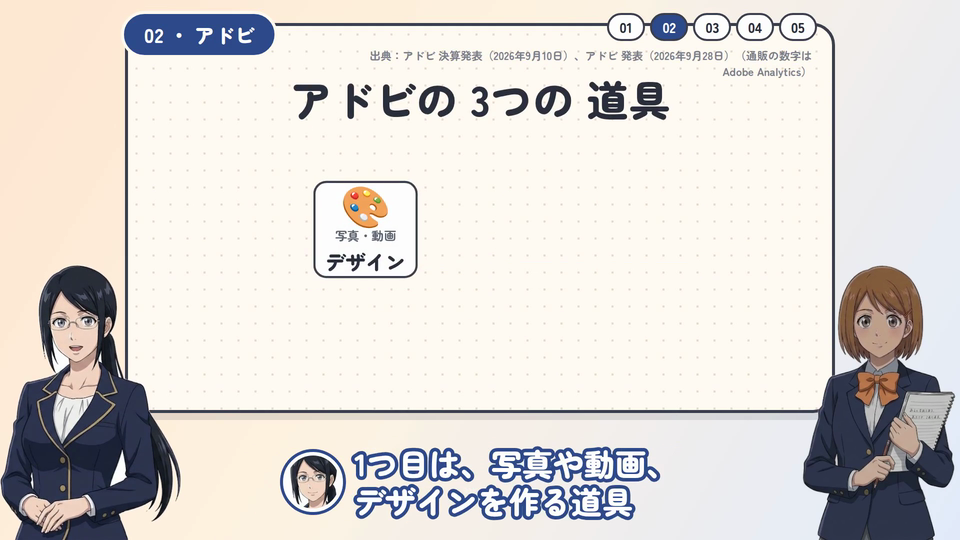 02 ・ アドビ
01 02 03 04 05
出典：アドビ 決算発表（2026年9月10日）、アドビ 発表（2026年9月28日）（通販の数字は
Adobe Analytics）
アドビの 3つの 道具
写真・動画
デザイン
1つ目は、写真や動画、
デザインを作る道具